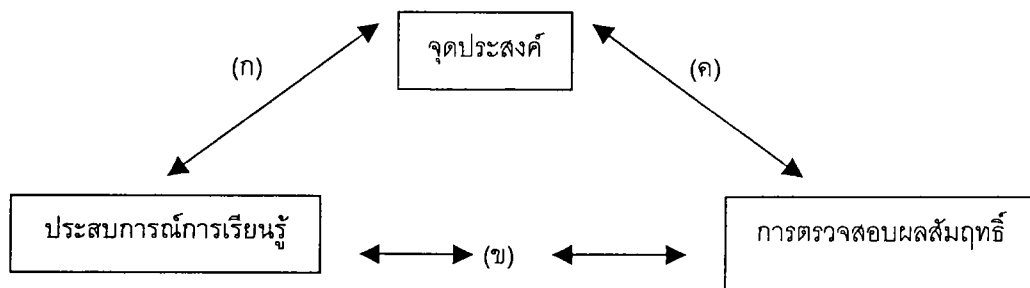 จุดประสงค์
(ก)
(ค)
ประสบการณ์การเรียนรู้
การตรวจสอบผลสัมฤทธิ์
(ข)